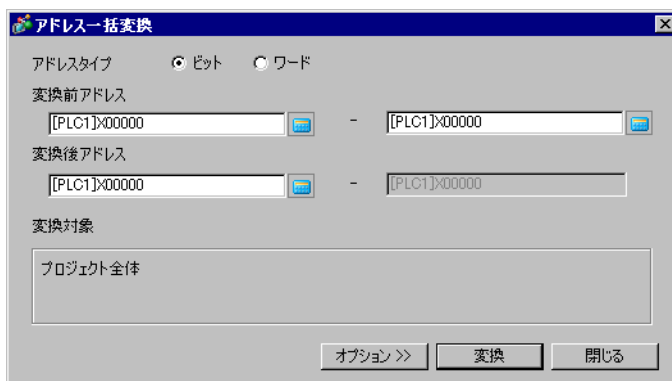 アドレス一括変換
アドレスタイプ ビット ワード
変換前アドレス
[PLC1]X00000 - [PLC1]X00000
変換後アドレス
[PLC1]X00000 - [PLC1]X00000
変換対象
プロジェクト全体
オプション >> 変換 閉じる